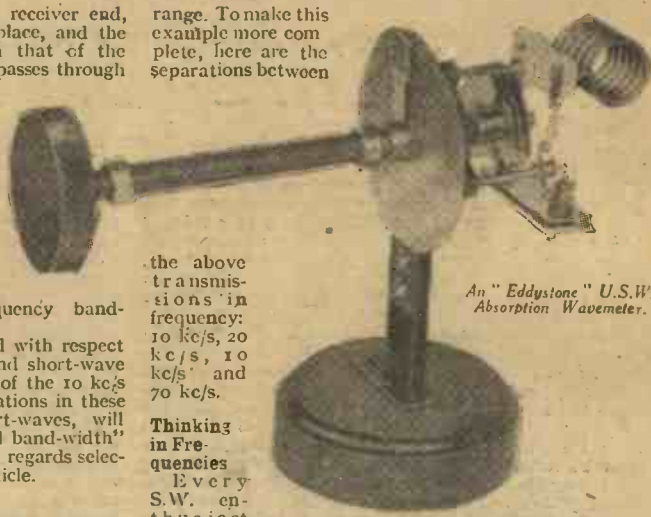 receiver end,
place, and the
that of the
passes through
quency band-
with respect
nd short-wave
of the 10 kc/s
ations in these
rt-waves, will
band-width"
regards selec-
icle.
range. To make this
example more com
plete, here are the
separations between
the above
transmis-
sions in
frequency:
10 kc/s, 20
kc/s, 10
kc/s and
70 kc/s.
Thinking
in Fre-
quencies
Every
S.W. en-
thusiast
An "Eddystone" U.S.W.
Absorption Wavemeter.